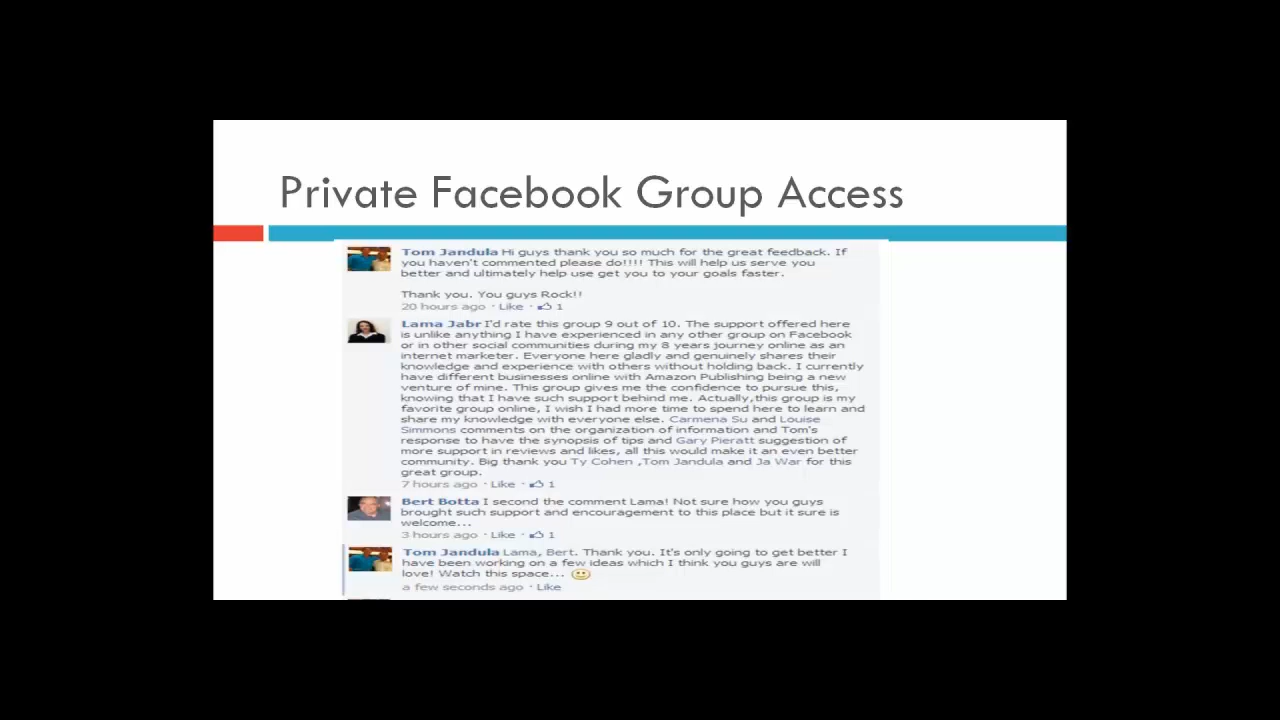 Private Facebook Group Access
Tom Jandula Hi guys thank you so much for the great feedback. If
you haven't commented please do!!!! This will help us serve you
better and ultimately help use get you to your goals faster.
Thank you. You guys Rock!!
20 hours ago · Like · 1
Lama Jabr I'd rate this group 9 out of 10. The support offered here
is unlike anything I have experienced in any other group on Facebook
or in other social communities during my 8 years journey online as an
internet marketer. Everyone here gladly and genuinely shares their
knowledge and experience with others without holding back. I currently
have different businesses online with Amazon Publishing being a new
venture of mine. This group gives me the confidence to pursue this,
knowing that I have such support behind me. Actually,this group is my
favorite group online, I wish I had more time to spend here to learn and
share my knowledge with everyone else. Carmena Su and Louise
Simmons comments on the organization of information and Tom's
response to have the synopsis of tips and Gary Pieratt suggestion of
more support in reviews and likes, all this would make it an even better
community. Big thank you Ty Cohen ,Tom Jandula and Ja War for this
great group.
7 hours ago · Like · 1
Bert Botta I second the comment Lama! Not sure how you guys
brought such support and encouragement to this place but it sure is
welcome...
3 hours ago · Like · 1
Tom Jandula Lama, Bert. Thank you. It's only going to get better I
have been working on a few ideas which I think you guys are will
love! Watch this space...
a few seconds ago · Like